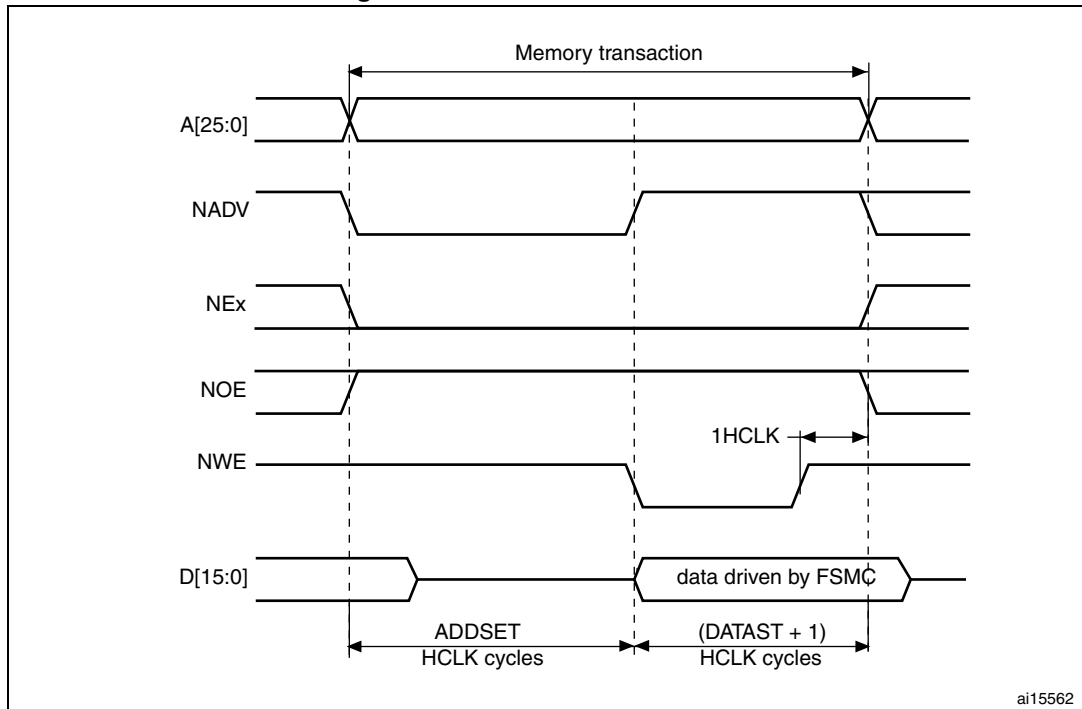 Memory transaction
A[25:0]
NADV
NEx
NOE
1HCLK
NWE
D[15:0]
data driven by FSMC
ADDSET
HCLK cycles
(DATAST + 1)
HCLK cycles
ai15562